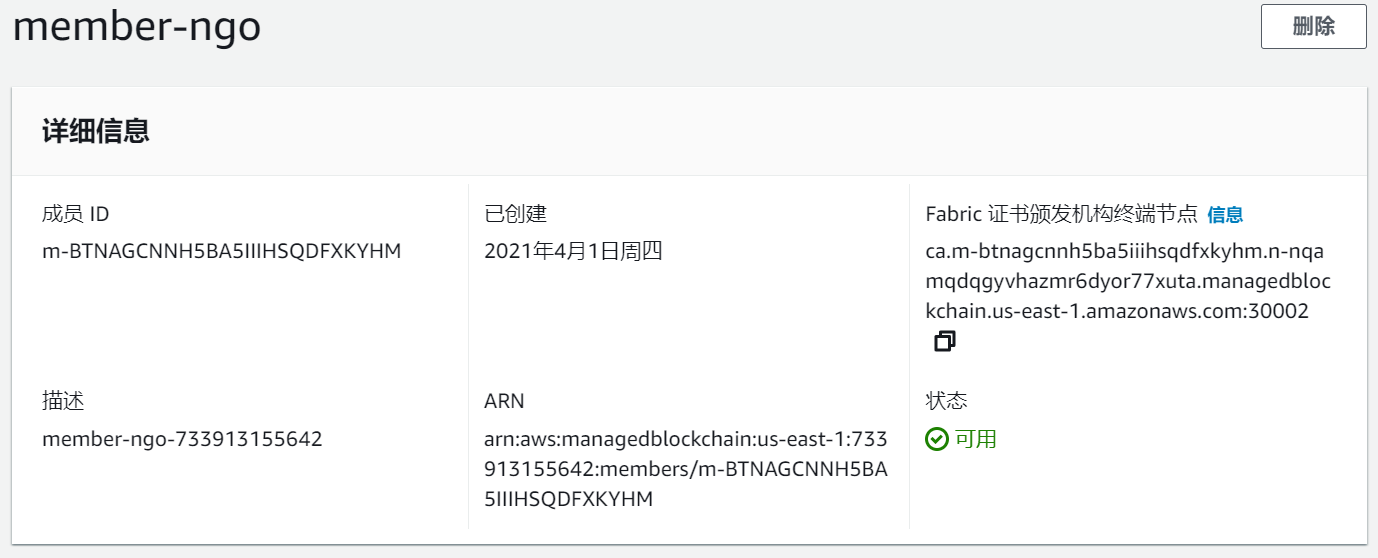 member-ngo
删除
详细信息
成员 ID
m-BTNAGCNNH5BA5IIIHSQDFXKYHM
已创建
2021年4月1日周四
Fabric 证书颁发机构终端节点 信息
ca.m-btnagcnnh5ba5iiihsqdfxkyhm.n-nqa
mqdqgyvhazmr6dyor77xuta.managedbloc
kchain.us-east-1.amazonaws.com:30002
描述
member-ngo-733913155642
ARN
arn:aws:managedblockchain:us-east-1:733
913155642:members/m-BTNAGCNNH5BA
5IIIHSQDFXKYHM
状态
可用